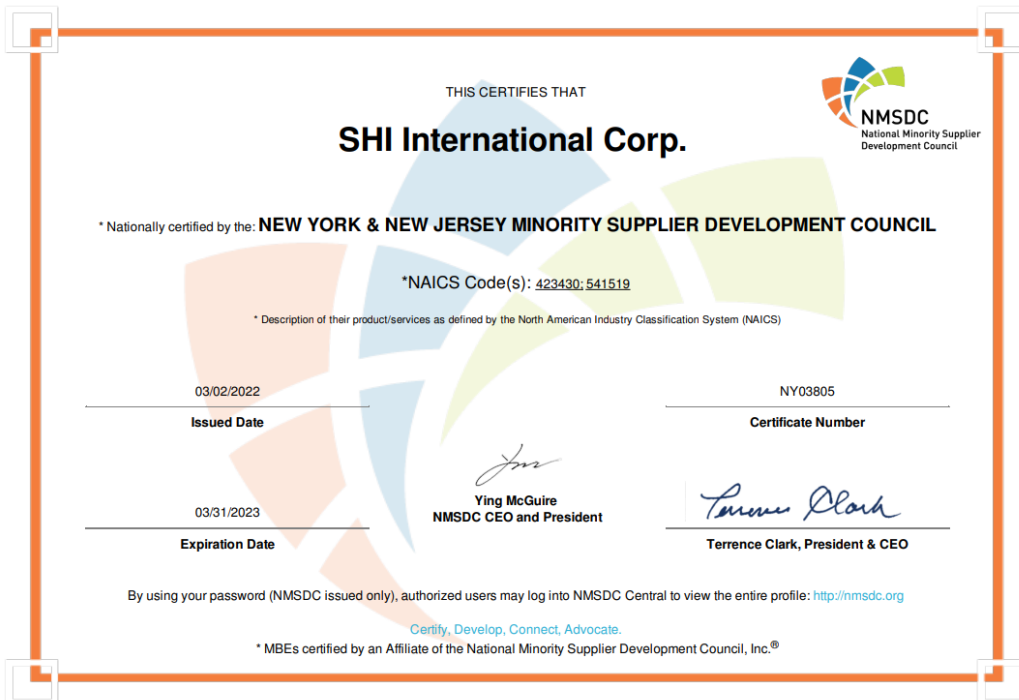 THIS CERTIFIES THAT
NMSDC
National Minority Supplier
Development Council
SHI International Corp.
* Nationally certified by the: NEW YORK & NEW JERSEY MINORITY SUPPLIER DEVELOPMENT COUNCIL
*NAICS Code(s): 423430; 541519
* Description of their product/services as defined by the North American Industry Classification System (NAICS)
03/02/2022
Issued Date
NY03805
Certificate Number
03/31/2023
Expiration Date
Ying McGuire
NMSDC CEO and President
Terrence Clark
Terrence Clark, President & CEO
By using your password (NMSDC issued only), authorized users may log into NMSDC Central to view the entire profile: http://nmsdc.org
Certify, Develop, Connect, Advocate.
* MBEs certified by an Affiliate of the National Minority Supplier Development Council, Inc.®